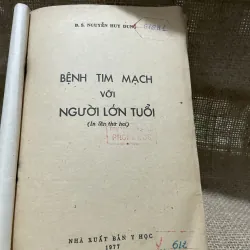 B. S. NGUYỄN HUY DUNG
BỆNH TIM MẠCH
VỚI
NGƯỜI LỚN TUỔI
(In lần thứ hai)
NHÀ XUẤT BẢN Y HỌC
1977